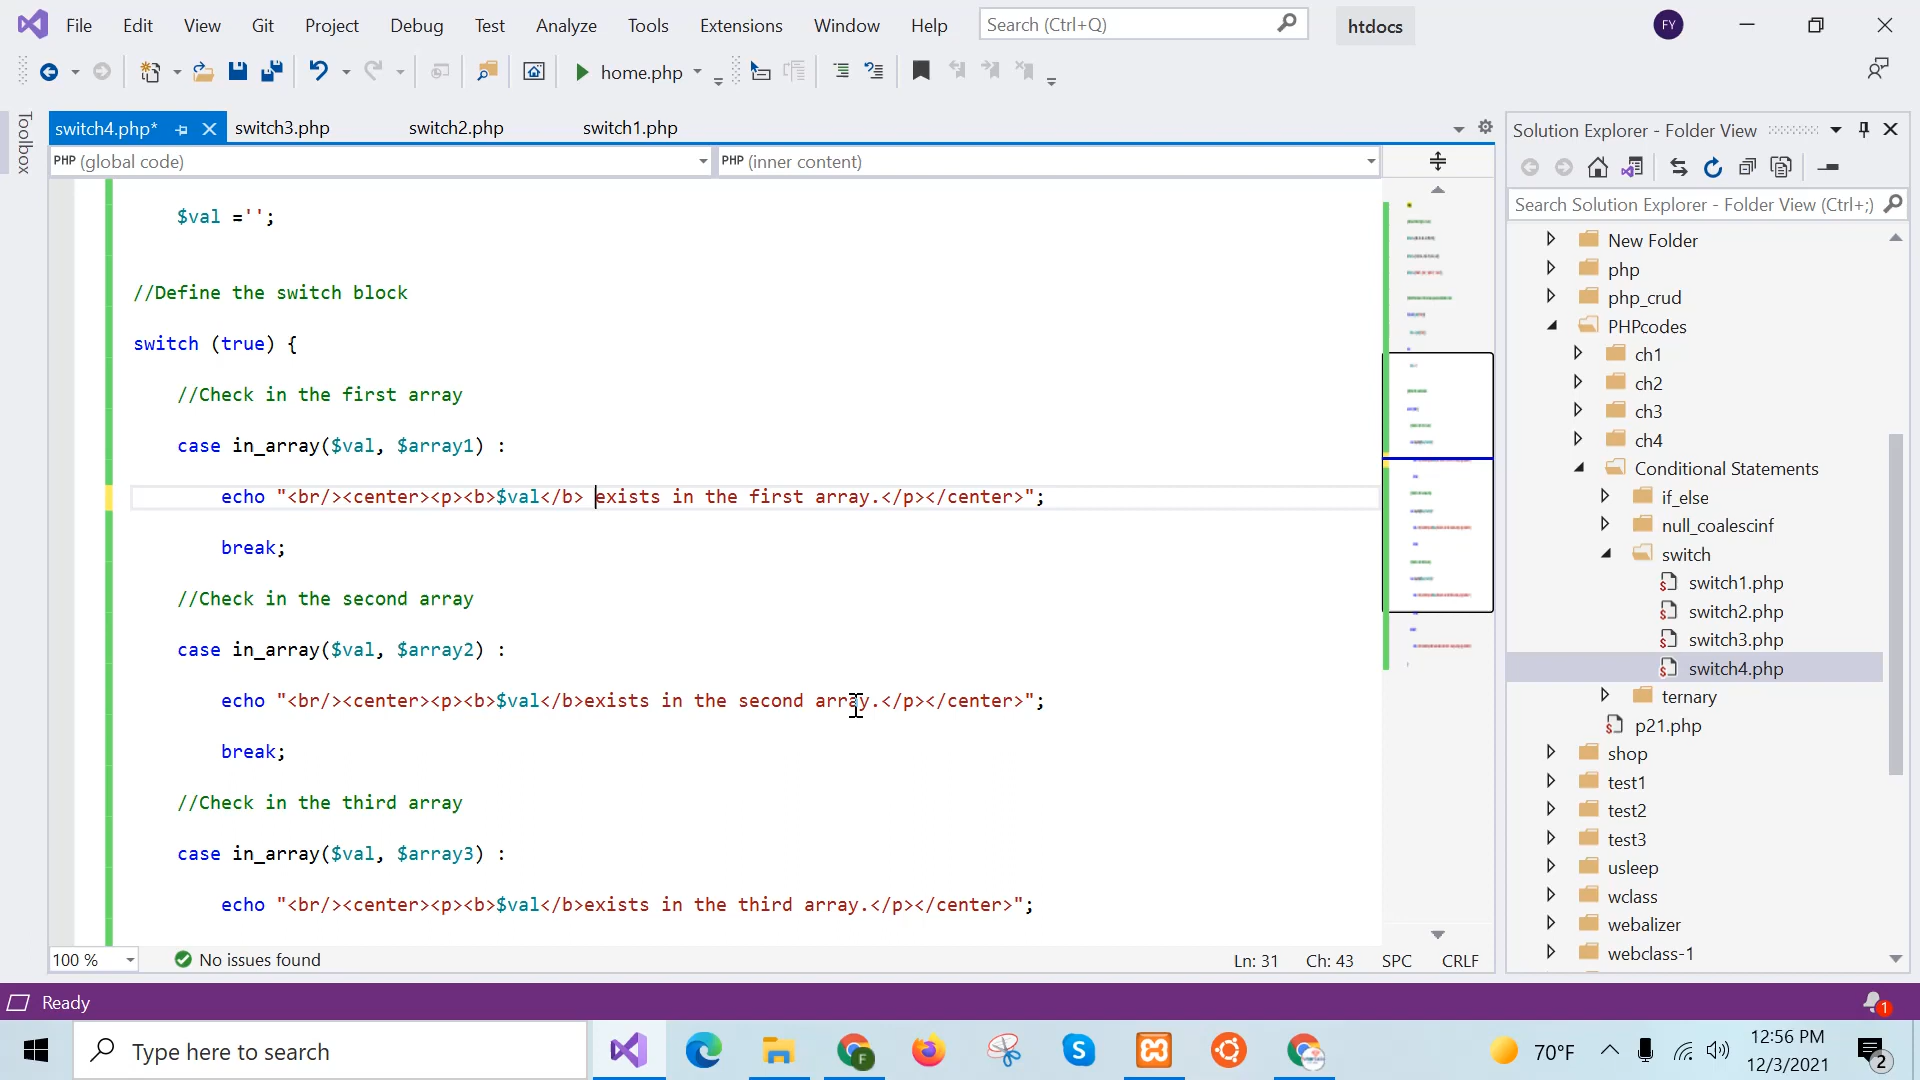 File Edit View Git Project Debug Test Analyze Tools Extensions Window Help Search (Ctrl+Q) htdocs FY
home.php
Toolbox
switch4.php* switch3.php switch2.php switch1.php
PHP (global code) PHP (inner content)
$val ='';
//Define the switch block
switch (true) {
//Check in the first array
case in_array($val, $array1) :
echo "<br/><center><p><b>$val</b> exists in the first array.</p></center>";
break;
//Check in the second array
case in_array($val, $array2) :
echo "<br/><center><p><b>$val</b>exists in the second array.</p></center>";
break;
//Check in the third array
case in_array($val, $array3) :
echo "<br/><center><p><b>$val</b>exists in the third array.</p></center>";
100 % No issues found Ln: 31 Ch: 43 SPC CRLF
Solution Explorer - Folder View
Search Solution Explorer - Folder View (Ctrl+;)
New Folder
php
php_crud
PHPcodes
ch1
ch2
ch3
ch4
Conditional Statements
if_else
null_coalescinf
switch
switch1.php
switch2.php
switch3.php
switch4.php
ternary
p21.php
shop
test1
test2
test3
usleep
wclass
webalizer
webclass-1
Ready 1
Type here to search F S 70°F 12:56 PM
12/3/2021 2